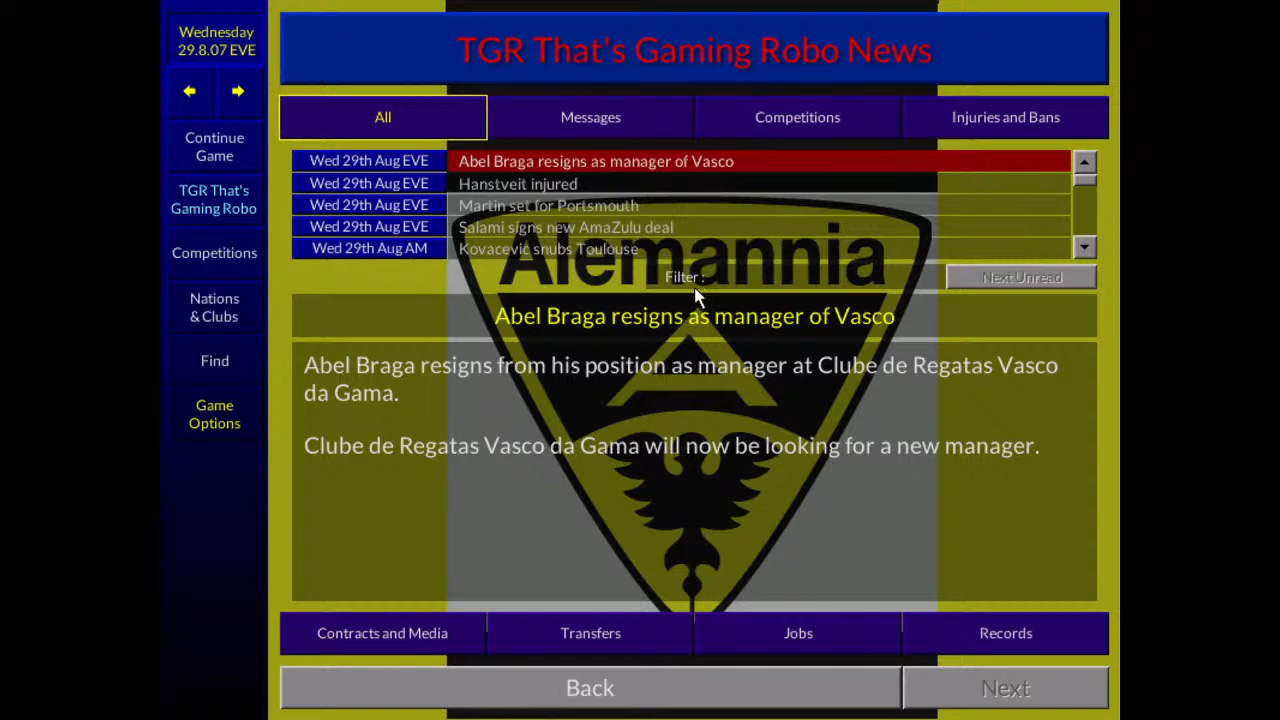 Wednesday
29.8.07 EVE
Continue
Game
TGR That's
Gaming Robo
Competitions
Nations
& Clubs
Find
Game
Options
TGR That's Gaming Robo News
All Messages Competitions Injuries and Bans
Wed 29th Aug EVE Abel Braga resigns as manager of Vasco
Wed 29th Aug EVE Hanstveit injured
Wed 29th Aug EVE Martin set for Portsmouth
Wed 29th Aug EVE Salami signs new AmaZulu deal
Wed 29th Aug AM Kovacevic snubs Toulouse
Alemannia
Filter : Next Unread
Abel Braga resigns as manager of Vasco
Abel Braga resigns from his position as manager at Clube de Regatas Vasco
da Gama.
Clube de Regatas Vasco da Gama will now be looking for a new manager.
Contracts and Media Transfers Jobs Records
Back Next